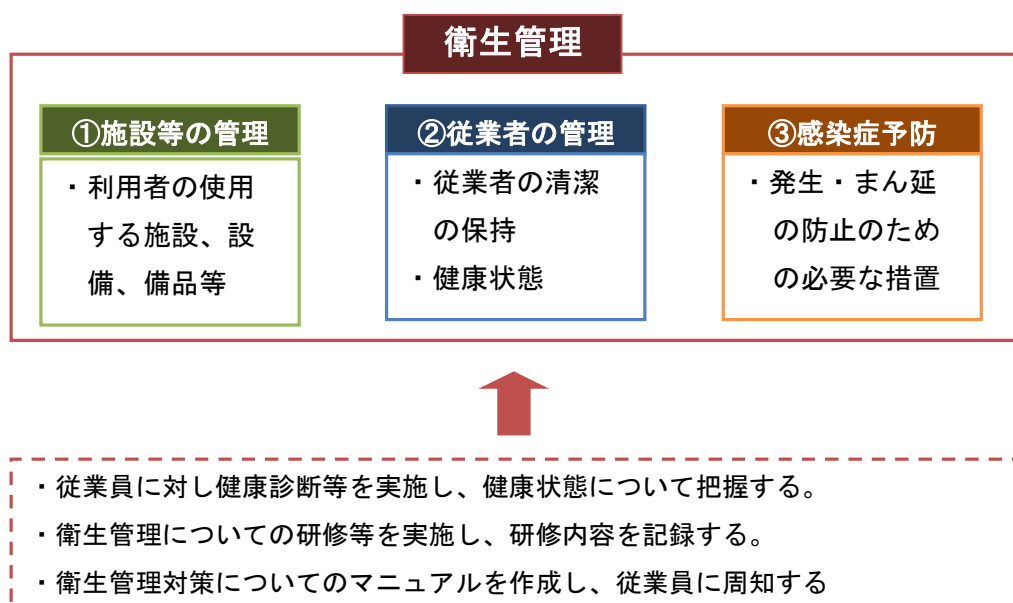 衛生管理
①施設等の管理
・利用者の使用
する施設、設
備、備品等
②従業者の管理
・従業者の清潔
の保持
・健康状態
③感染症予防
・発生・まん延
の防止のため
の必要な措置
・従業員に対し健康診断等を実施し、健康状態について把握する。
・衛生管理についての研修等を実施し、研修内容を記録する。
・衛生管理対策についてのマニュアルを作成し、従業員に周知する